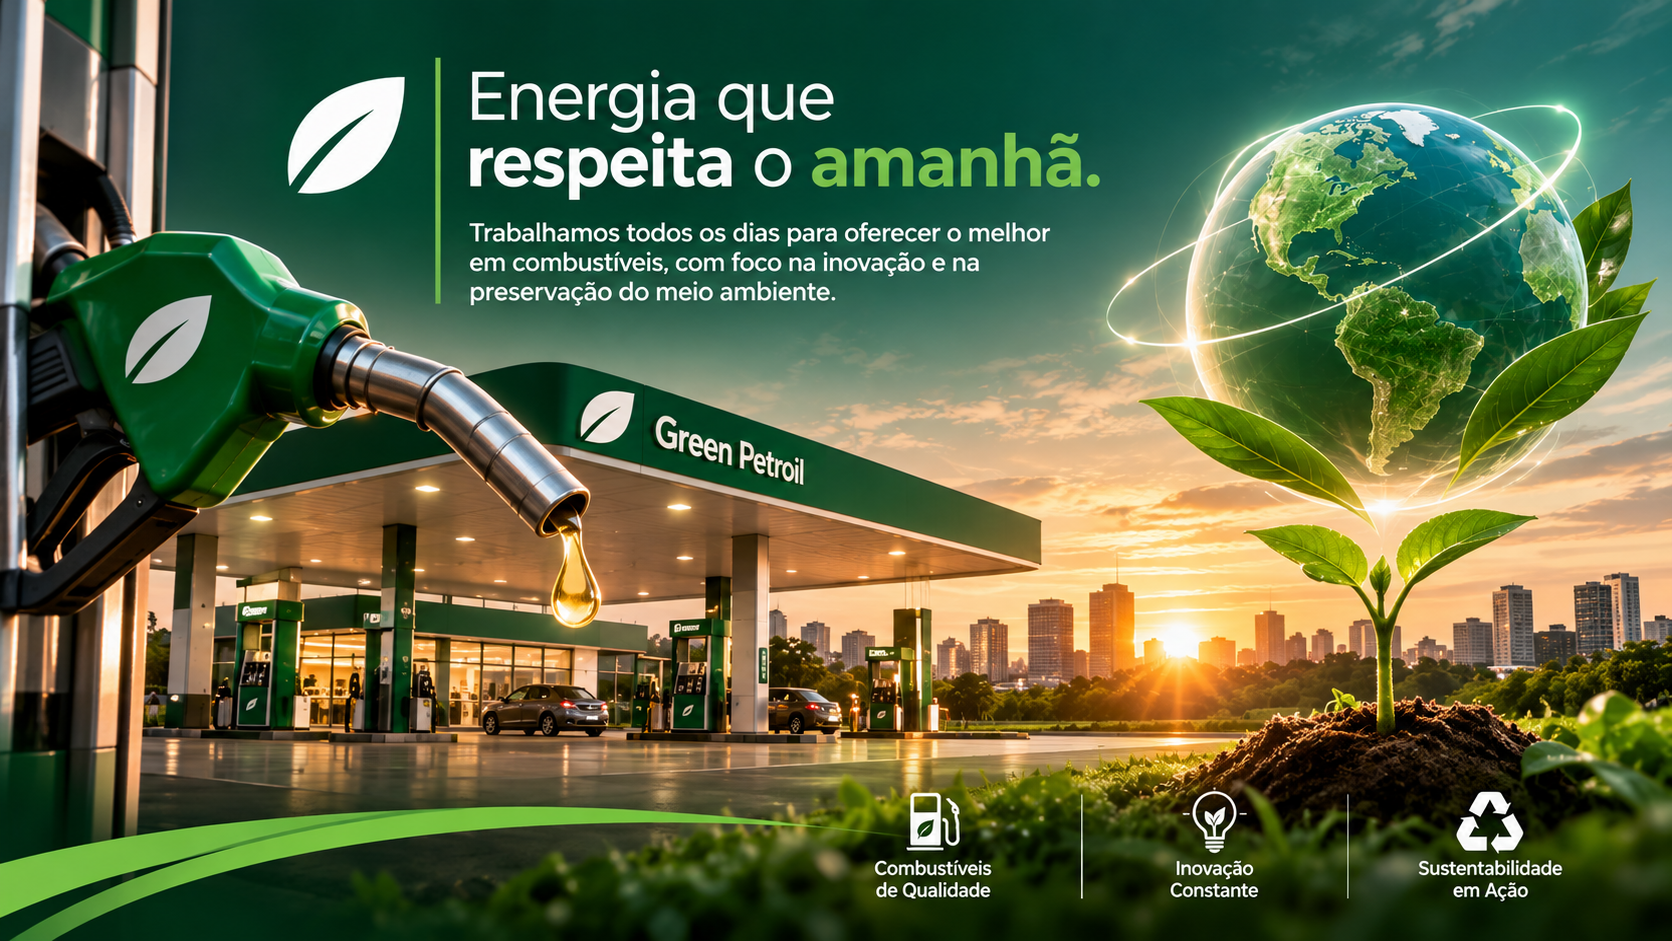 Energia que
respeita o amanhã.
Trabalhamos todos os dias para oferecer o melhor
em combustíveis, com foco na inovação e na
preservação do meio ambiente.
Green Petroil
Combustíveis
de Qualidade
Inovação
Constante
Sustentabilidade
em Ação